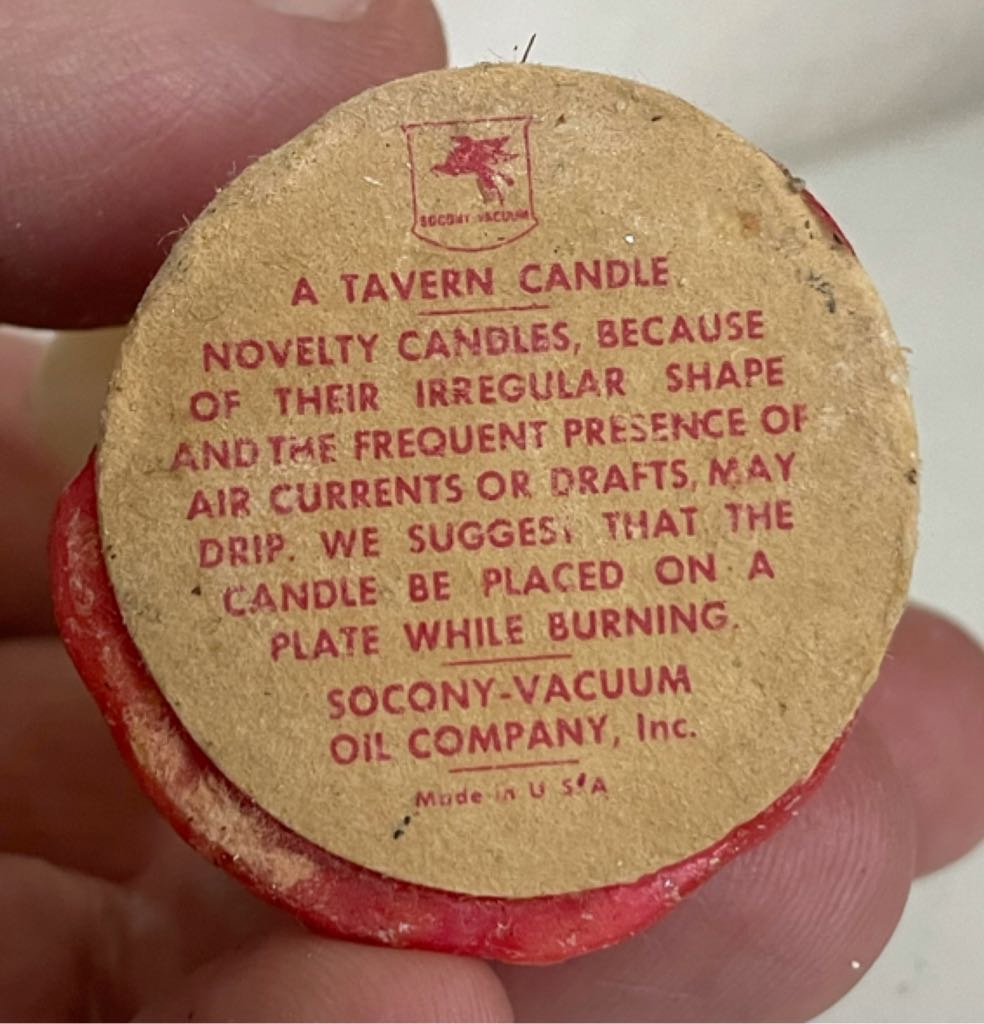 SOCONY-VACUUM
A TAVERN CANDLE
NOVELTY CANDLES, BECAUSE
OF THEIR IRREGULAR SHAPE
AND THE FREQUENT PRESENCE OF
AIR CURRENTS OR DRAFTS, MAY
DRIP. WE SUGGEST THAT THE
CANDLE BE PLACED ON A
PLATE WHILE BURNING.
SOCONY-VACUUM
OIL COMPANY, Inc.
Made in U S A